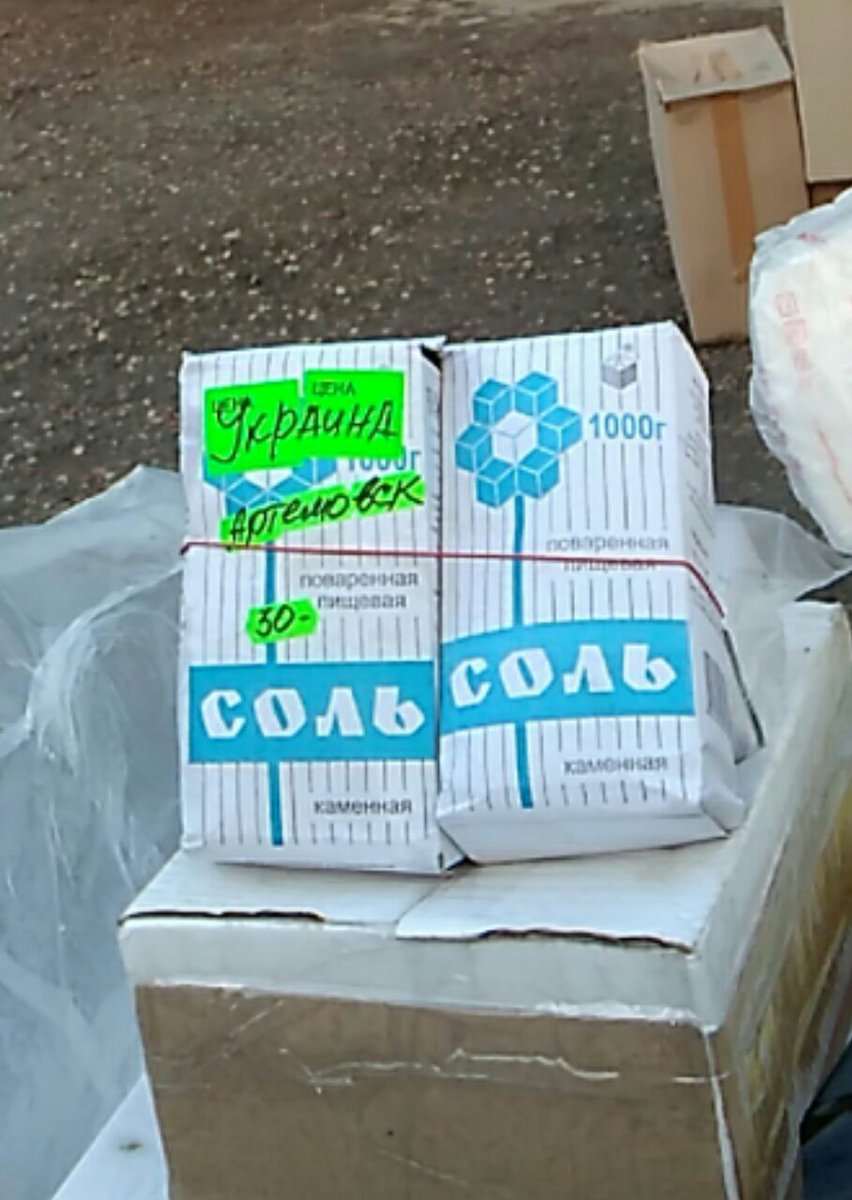 ЦЕНА
ЦЕНА
Украина
1000г
Артемовск
поваренная
пищевая
30-
СОЛЬ
каменная
1000г
поваренная
пищевая
СОЛЬ
каменная